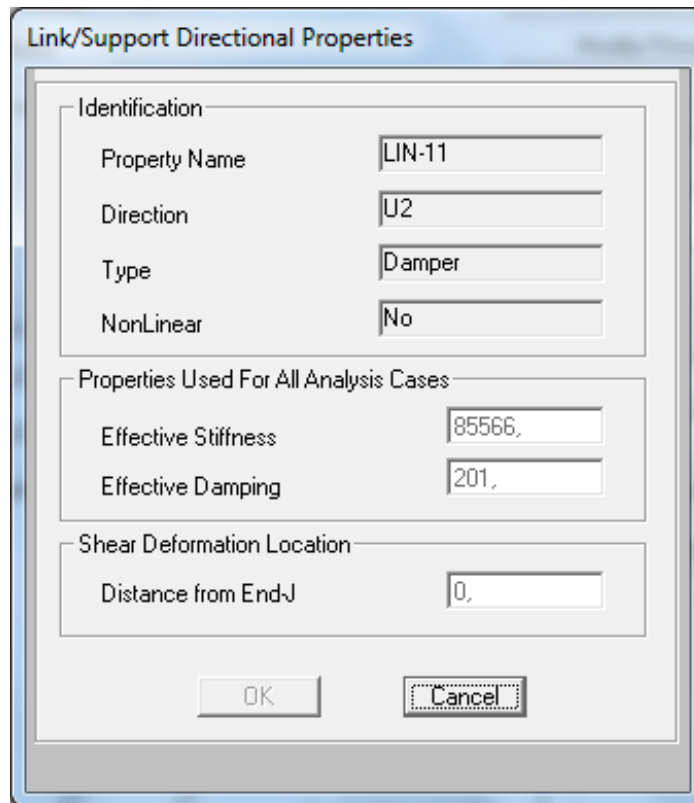 Link/Support Directional Properties
Identification
Property Name LIN-11
Direction U2
Type Damper
NonLinear No
Properties Used For All Analysis Cases
Effective Stiffness 85566,
Effective Damping 201,
Shear Deformation Location
Distance from End-J 0,
OK Cancel